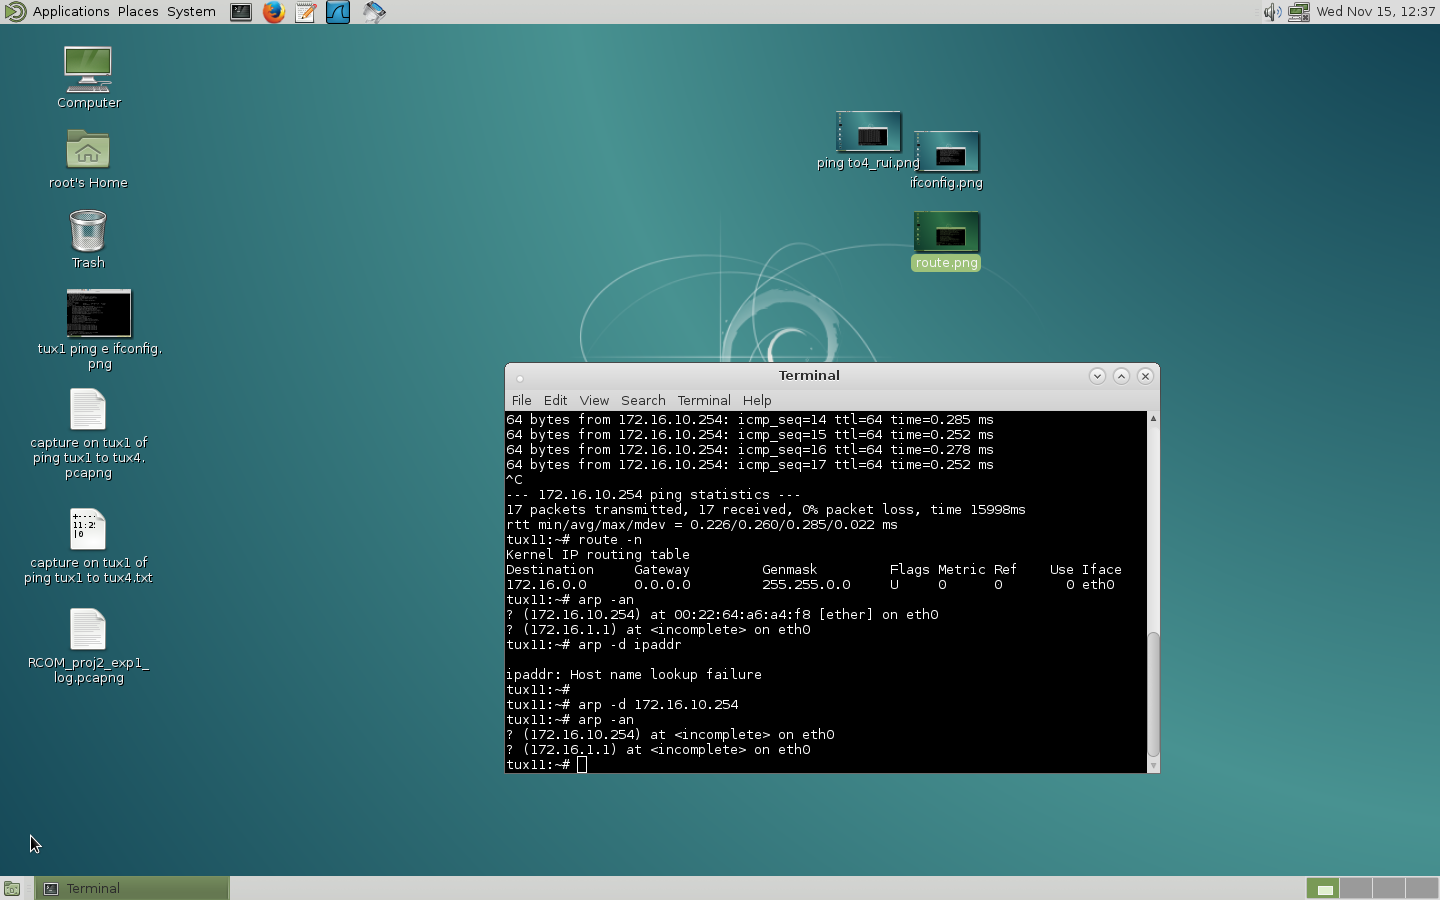 Applications Places System
Wed Nov 15, 12:37
Computer
root's Home
Trash
tux1 ping e ifconfig.
png
capture on tux1 of
ping tux1 to tux4.
pcapng
+----
11:25
|0
capture on tux1 of
ping tux1 to tux4.txt
RCOM_proj2_exp1_
log.pcapng
ping to4_rui.png
ifconfig.png
route.png
Terminal
File Edit View Search Terminal Help
64 bytes from 172.16.10.254: icmp_seq=14 ttl=64 time=0.285 ms
64 bytes from 172.16.10.254: icmp_seq=15 ttl=64 time=0.252 ms
64 bytes from 172.16.10.254: icmp_seq=16 ttl=64 time=0.278 ms
64 bytes from 172.16.10.254: icmp_seq=17 ttl=64 time=0.252 ms
^C
--- 172.16.10.254 ping statistics ---
17 packets transmitted, 17 received, 0% packet loss, time 15998ms
rtt min/avg/max/mdev = 0.226/0.260/0.285/0.022 ms
tux11:~# route -n
Kernel IP routing table
Destination     Gateway         Genmask         Flags Metric Ref    Use Iface
172.16.0.0      0.0.0.0         255.255.0.0     U     0      0        0 eth0
tux11:~# arp -an
? (172.16.10.254) at 00:22:64:a6:a4:f8 [ether] on eth0
? (172.16.1.1) at <incomplete> on eth0
tux11:~# arp -d ipaddr
ipaddr: Host name lookup failure
tux11:~#
tux11:~# arp -d 172.16.10.254
tux11:~# arp -an
? (172.16.10.254) at <incomplete> on eth0
? (172.16.1.1) at <incomplete> on eth0
tux11:~#
Terminal